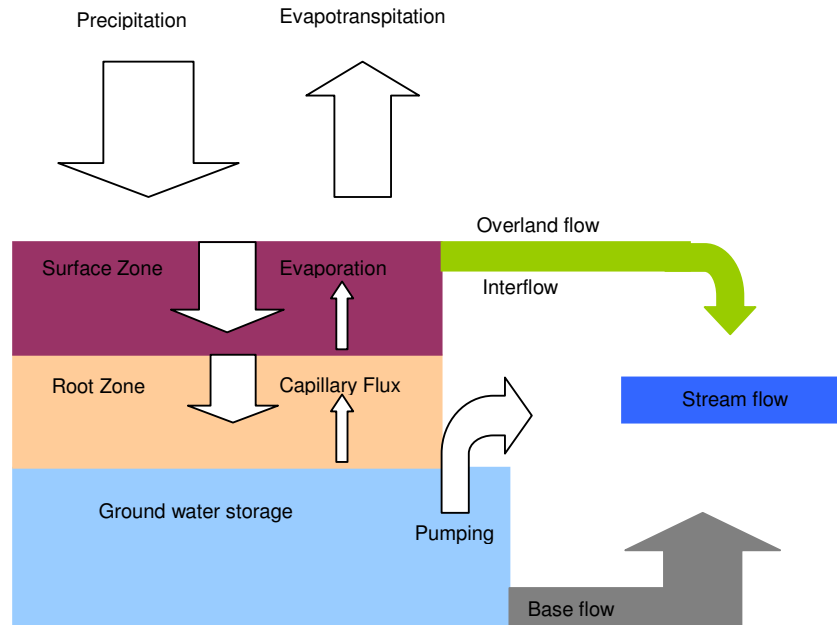 Precipitation
Evapotranspitation
Overland flow
Surface Zone
Evaporation
Interflow
Root Zone
Capillary Flux
Stream flow
Ground water storage
Pumping
Base flow